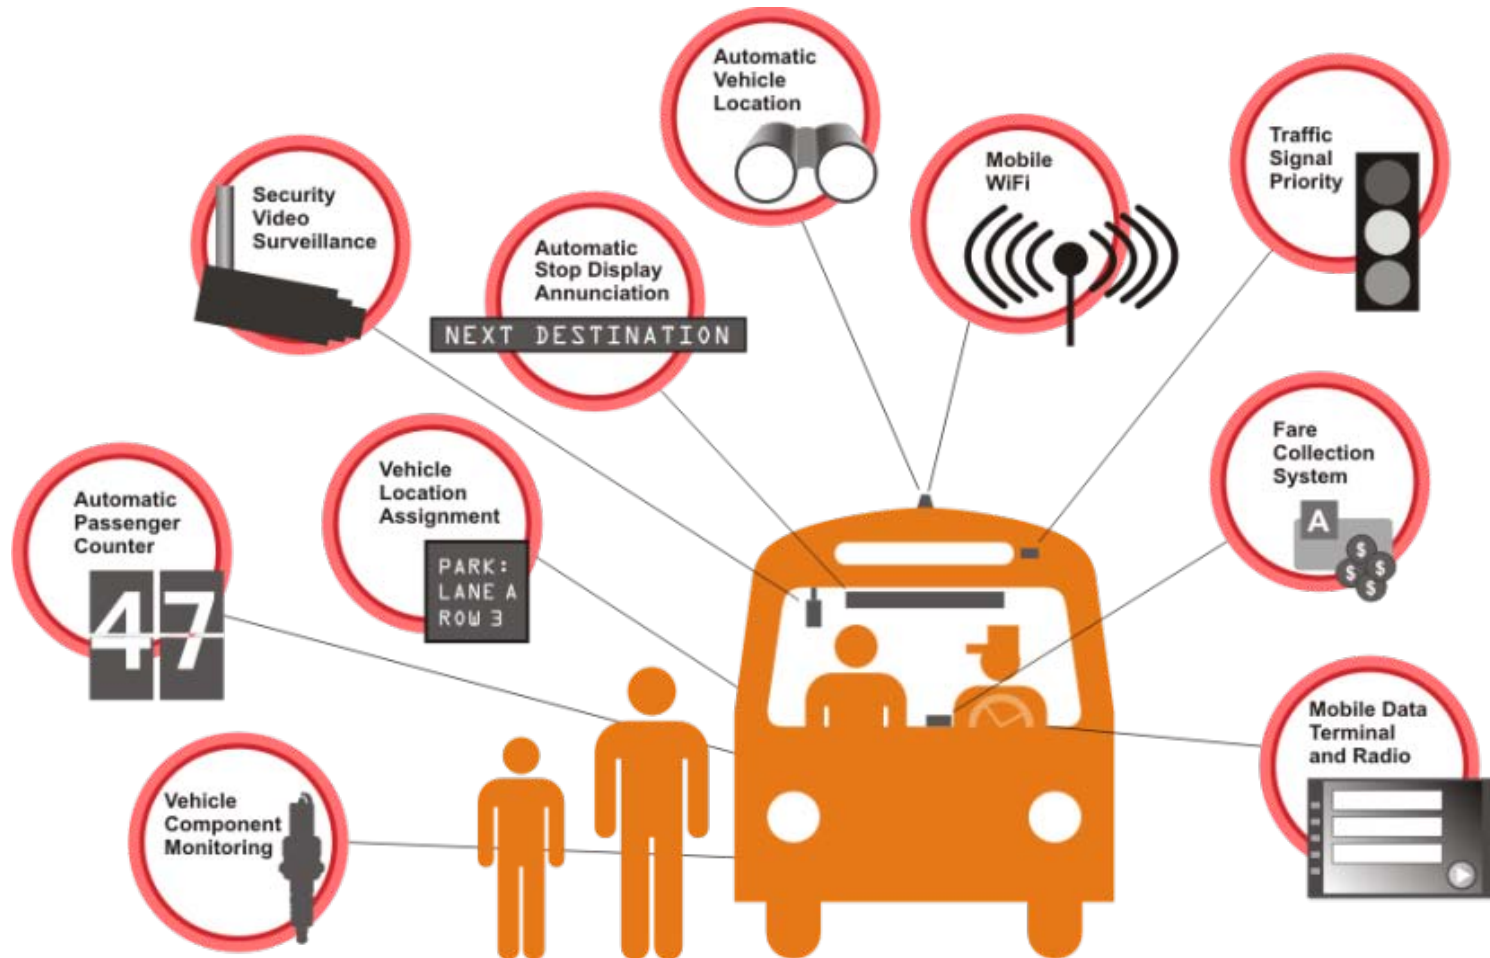 Automatic
Vehicle
Location
Mobile
WiFi
Traffic
Signal
Priority
Security
Video
Surveillance
Automatic
Stop Display
Annunciation
NEXT DESTINATION
Fare
Collection
System
A
$
$
$
$
Vehicle
Location
Assignment
PARK:
LANE A
ROW 3
Automatic
Passenger
Counter
47
Mobile Data
Terminal
and Radio
Vehicle
Component
Monitoring